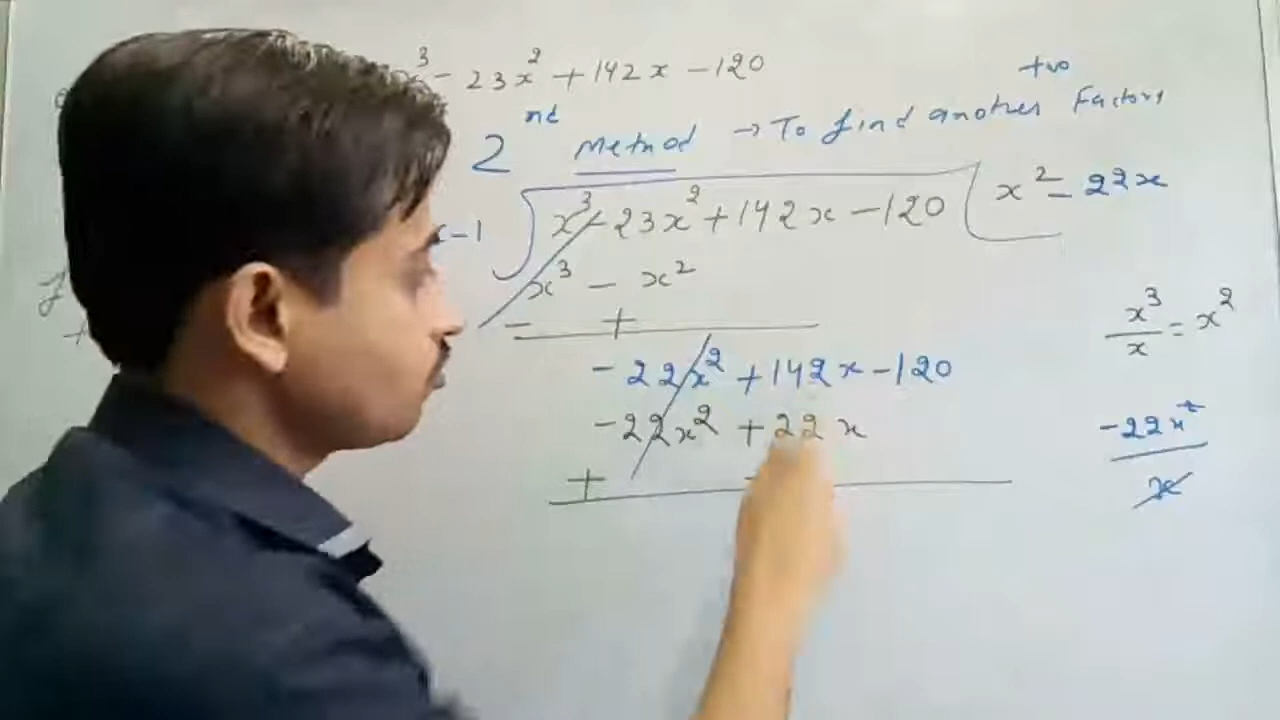 x³ - 23x² + 142x - 120
two
2nd Method → To find another Factors
x - 1 ) x³ - 23x² + 142x - 120 ( x² - 22x
x³ - x²
- +
x³/x = x²
- 22x² + 142x - 120
- 22x² + 22x
-22x²/x
+ -